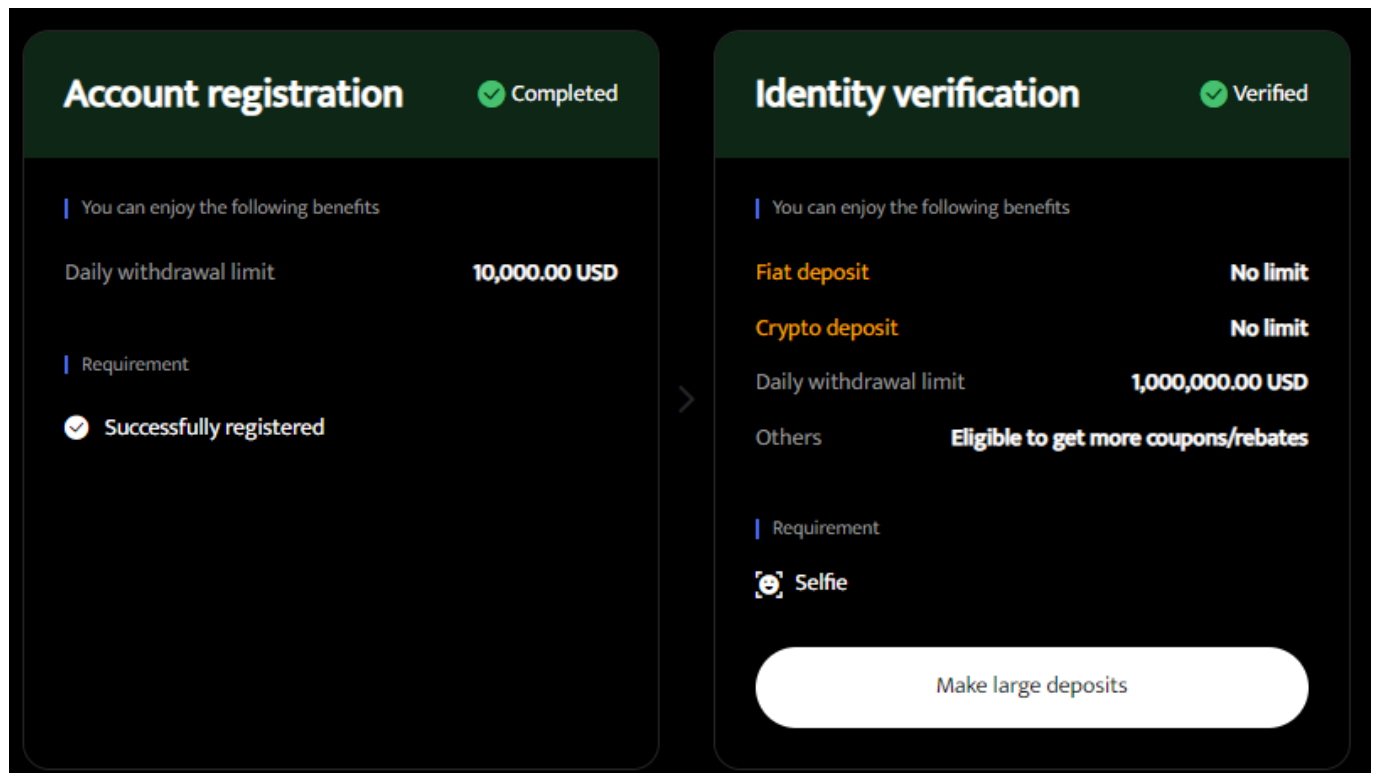 Account registration
Completed
You can enjoy the following benefits
Daily withdrawal limit 10,000.00 USD
Requirement
Successfully registered
Identity verification
Verified
You can enjoy the following benefits
Fiat deposit No limit
Crypto deposit No limit
Daily withdrawal limit 1,000,000.00 USD
Others Eligible to get more coupons/rebates
Requirement
Selfie
Make large deposits